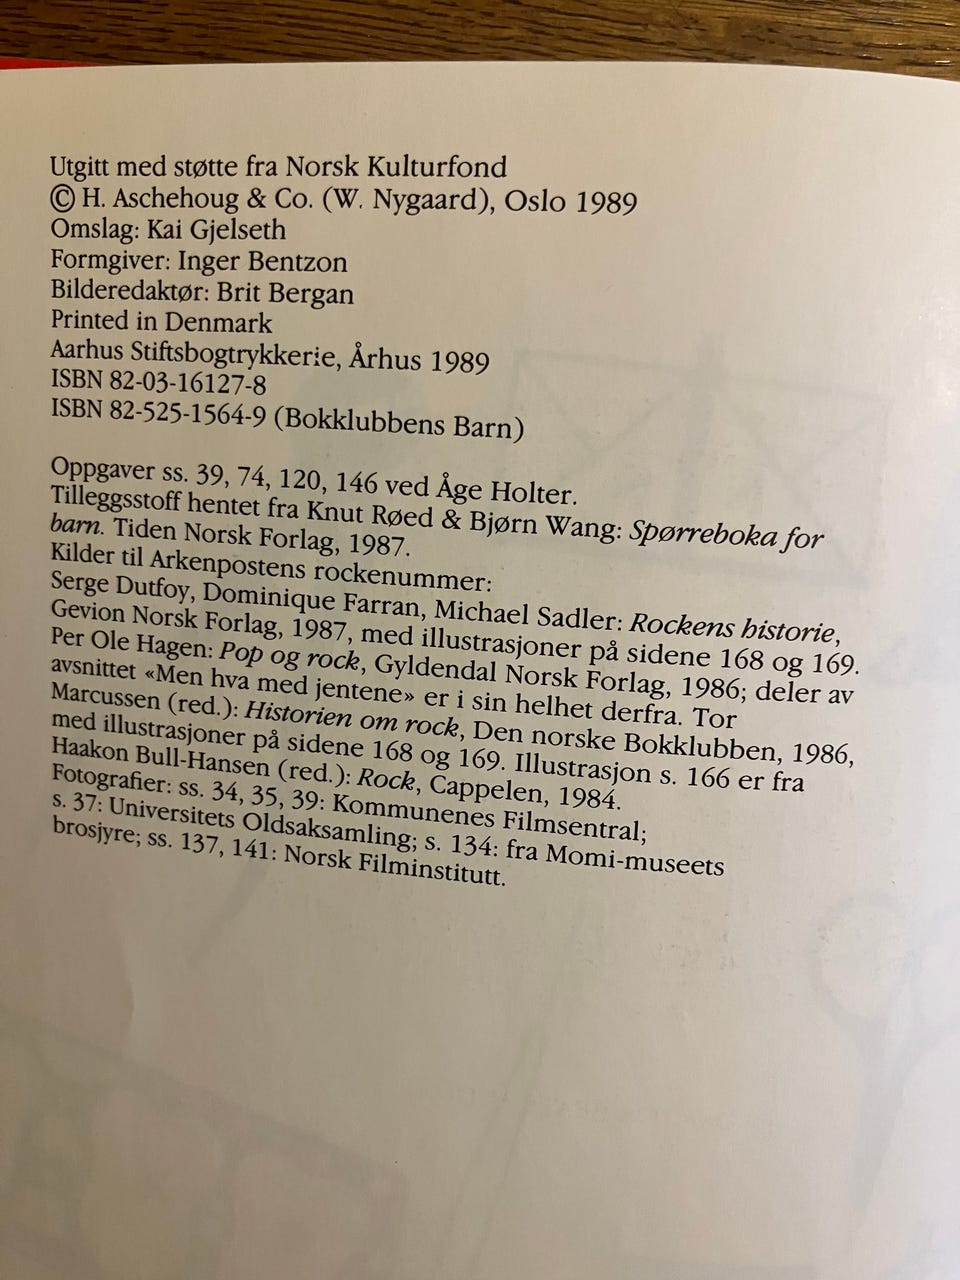 Utgitt med støtte fra Norsk Kulturfond
© H. Aschehoug & Co. (W. Nygaard), Oslo 1989
Omslag: Kai Gjelseth
Formgiver: Inger Bentzon
Bilderedaktør: Brit Bergan
Printed in Denmark
Aarhus Stiftsbogtrykkerie, Århus 1989
ISBN 82-03-16127-8
ISBN 82-525-1564-9 (Bokklubbens Barn)
Oppgaver ss. 39, 74, 120, 146 ved Åge Holter.
Tilleggsstoff hentet fra Knut Røed & Bjørn Wang: Spørreboka for
barn. Tiden Norsk Forlag, 1987.
Kilder til Arkenpostens rockenummer:
Serge Dutfoy, Dominique Farran, Michael Sadler: Rockens historie,
Gevion Norsk Forlag, 1987, med illustrasjoner på sidene 168 og 169.
Per Ole Hagen: Pop og rock, Gyldendal Norsk Forlag, 1986; deler av
avsnittet «Men hva med jentene» er i sin helhet derfra. Tor
Marcussen (red.): Historien om rock, Den norske Bokklubben, 1986,
med illustrasjoner på sidene 168 og 169. Illustrasjon s. 166 er fra
Haakon Bull-Hansen (red.): Rock, Cappelen, 1984.
Fotografier: ss. 34, 35, 39: Kommunenes Filmsentral;
s. 37: Universitets Oldsaksamling; s. 134: fra Momi-museets
brosjyre; ss. 137, 141: Norsk Filminstitutt.